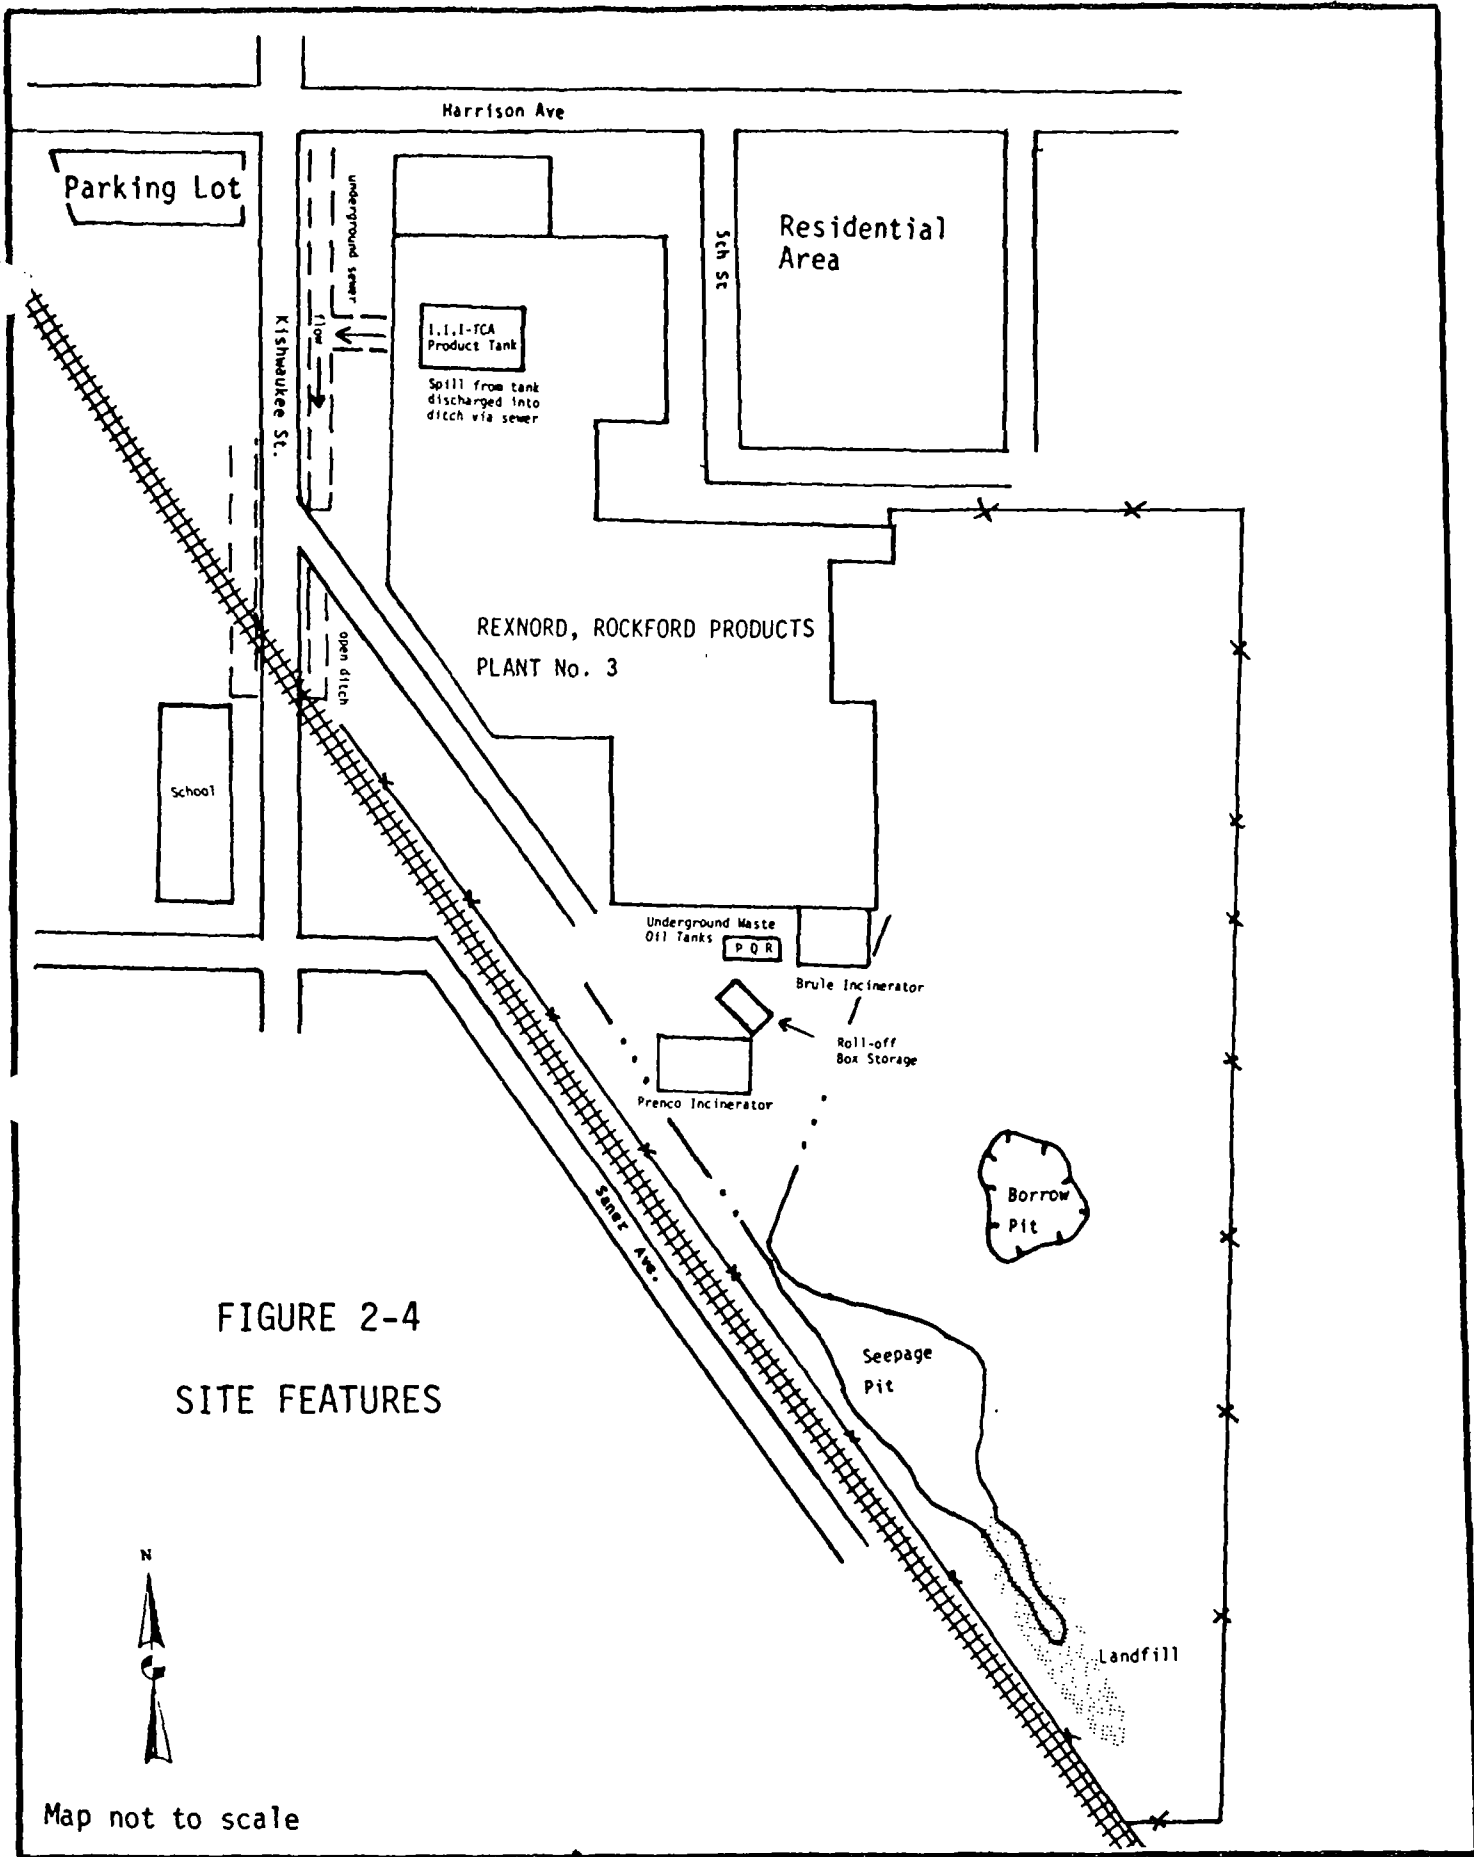 Harrison Ave
Parking Lot
underground sewer
5th St
Residential
Area
Kishwaukee St.
flow
1,1,1-TCA
Product Tank
Spill from tank
discharged into
ditch via sewer
REXNORD, ROCKFORD PRODUCTS
PLANT No. 3
open ditch
School
Underground Waste
Oil Tanks
P Q R
Brule Incinerator
Roll-off
Box Storage
Prenco Incinerator
Borrow
Pit
Sauer Ave.
Seepage
Pit
FIGURE 2-4
SITE FEATURES
N
Landfill
Map not to scale